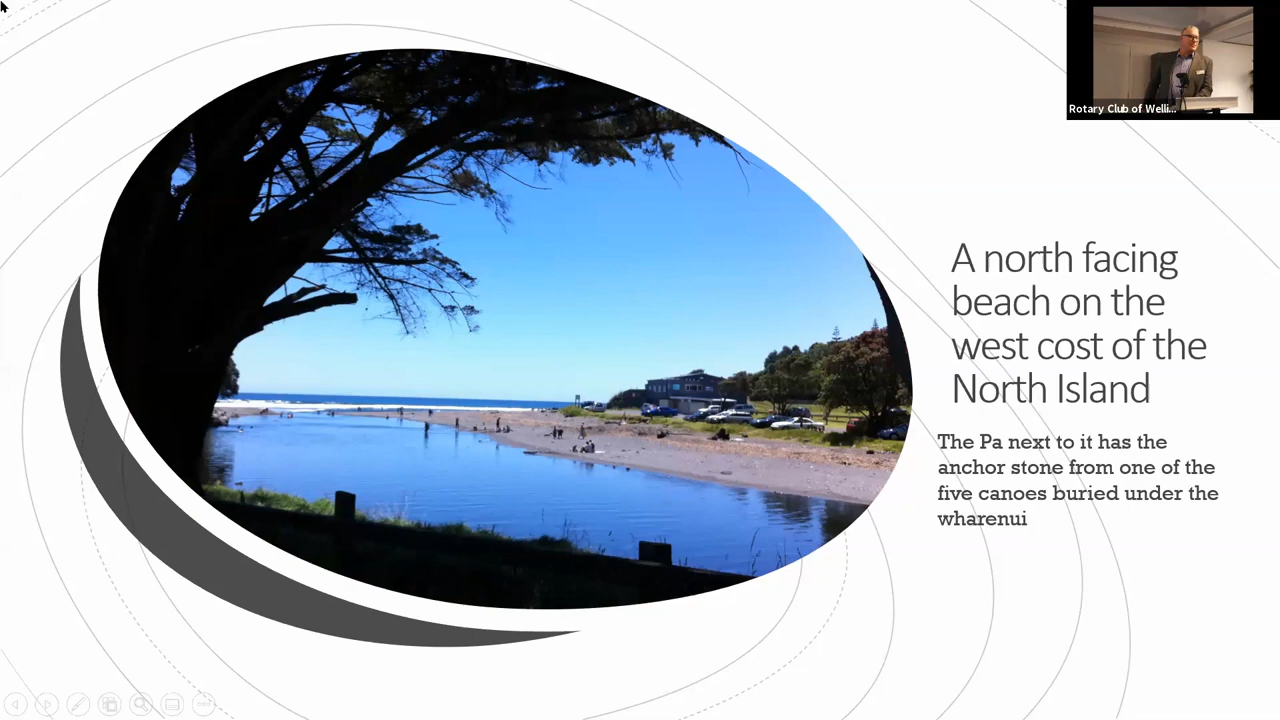 Rotary Club of Welli...
A north facing
beach on the
west cost of the
North Island
The Pa next to it has the
anchor stone from one of the
five canoes buried under the
wharenui